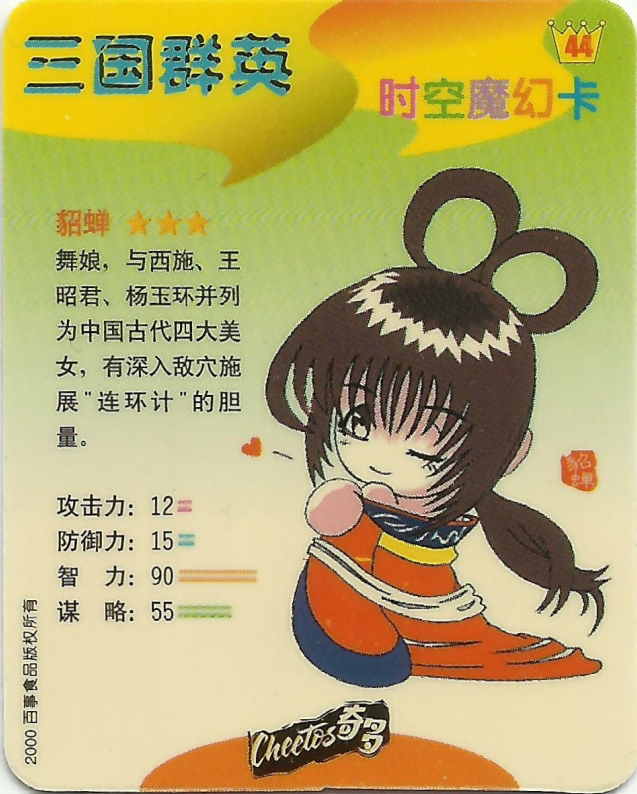 三国群英
44
时空魔幻卡
貂蝉 ★★★
舞娘，与西施、王
昭君、杨玉环并列
为中国古代四大美
女，有深入敌穴施
展"连环计"的胆
量。
攻击力：12
防御力：15
智　力：90
谋　略：55
貂蝉
2000 百事食品版权所有
Cheetos奇多